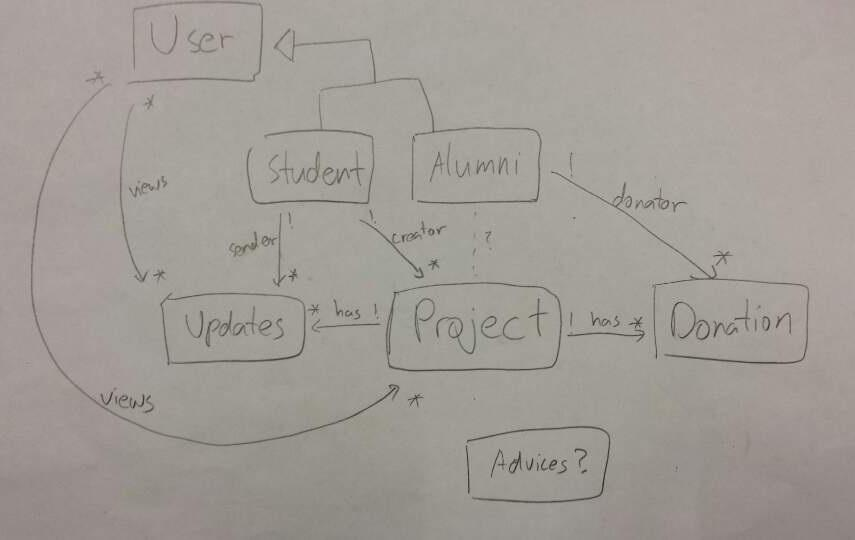 User
*
*
Student
Alumni
!
views
donator
!
!
sender
creator
?
*
*
*
*
Updates
* has !
Project
! has *
Donation
views
*
Advices?